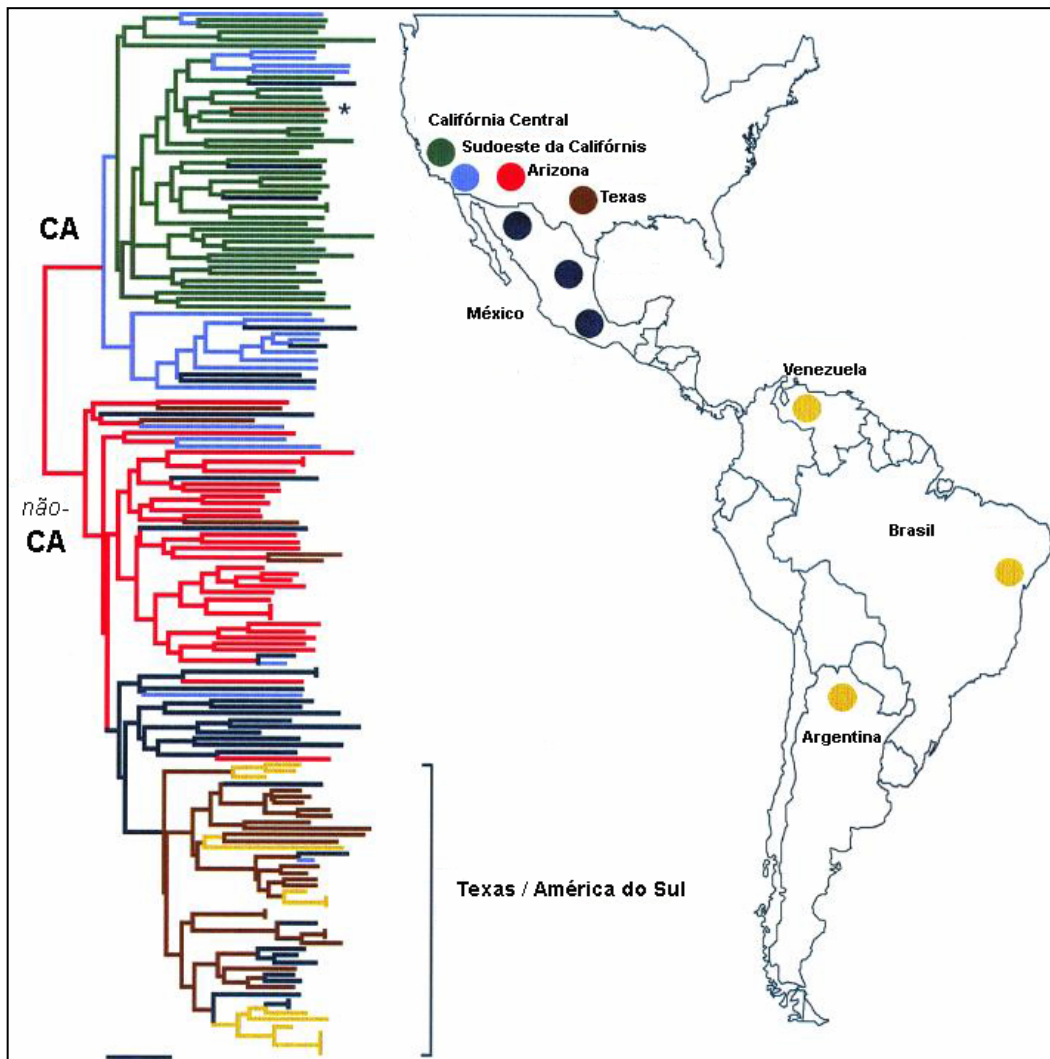 CA
*
não-
CA
Califórnia Central
Sudoeste da Califórnis
Arizona
Texas
México
Venezuela
Brasil
Argentina
Texas / América do Sul